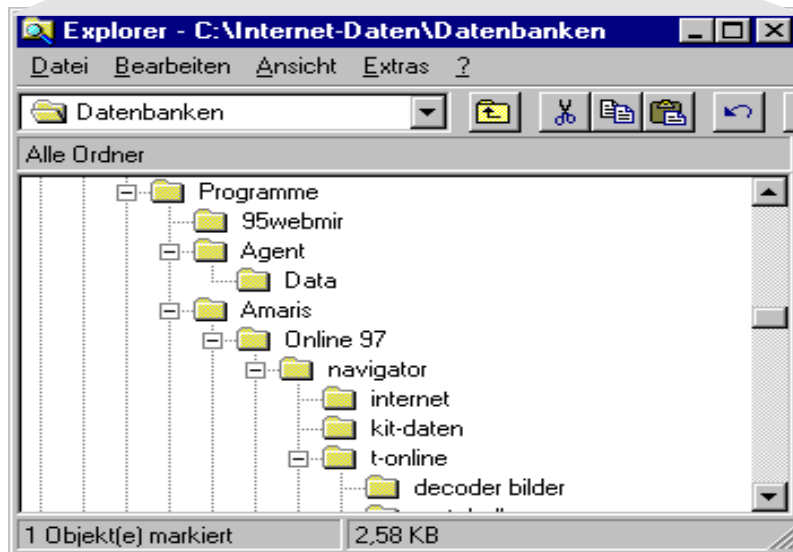 Explorer - C:\Internet-Daten\Datenbanken
Datei Bearbeiten Ansicht Extras ?
Datenbanken
Alle Ordner
Programme
95webmir
Agent
Data
Amaris
Online 97
navigator
internet
kit-daten
t-online
decoder bilder
1 Objekt(e) markiert 2,58 KB